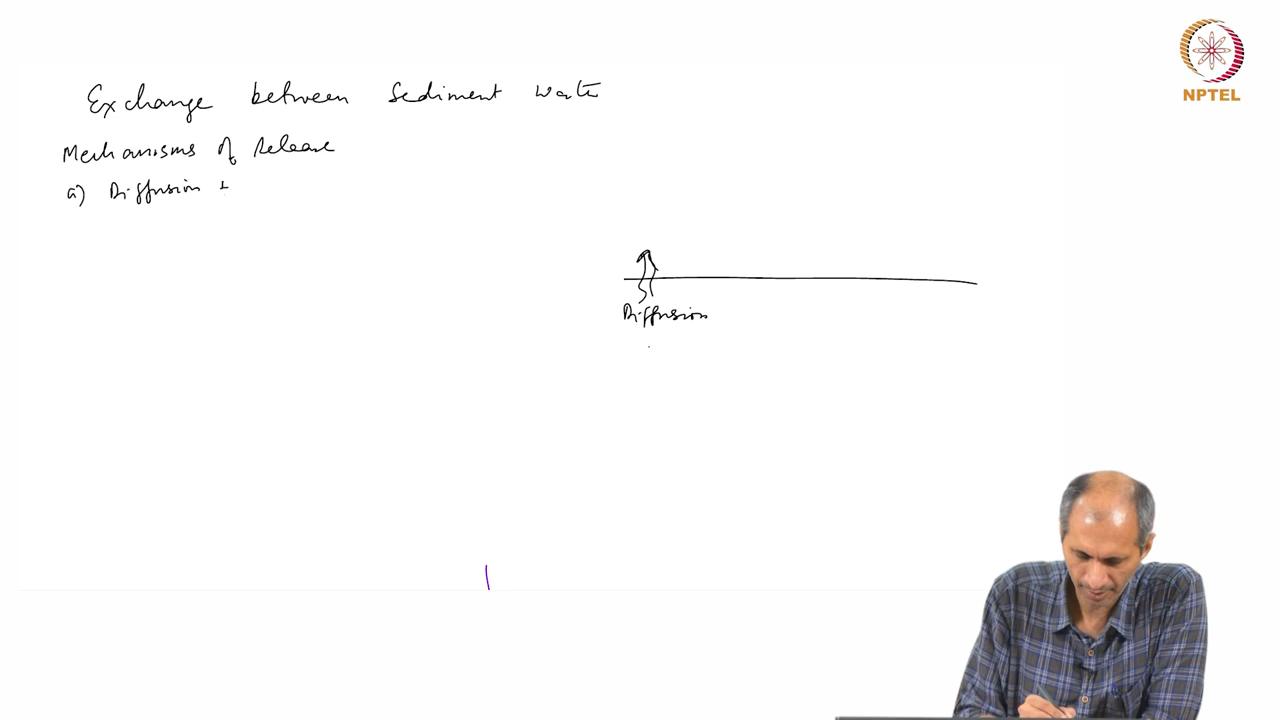 Exchange between Sediment Water
NPTEL
Mechanisms of Release
a) Diffusion +
Diffusion